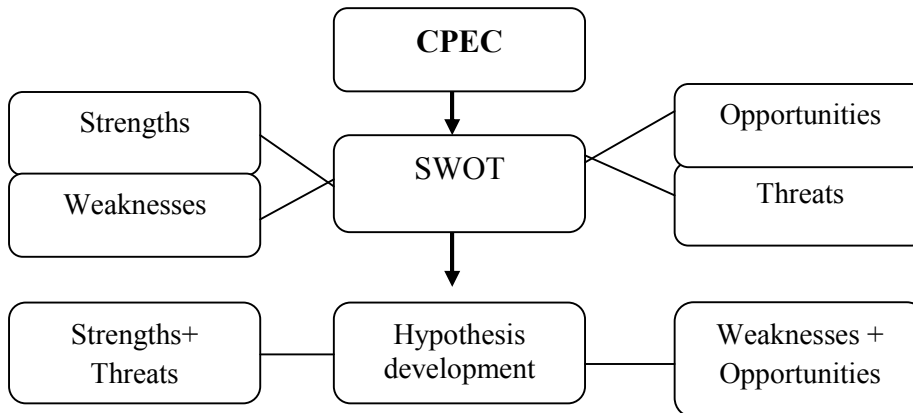 CPEC
Strengths
Opportunities
SWOT
Weaknesses
Threats
Strengths+
Threats
Hypothesis
development
Weaknesses +
Opportunities